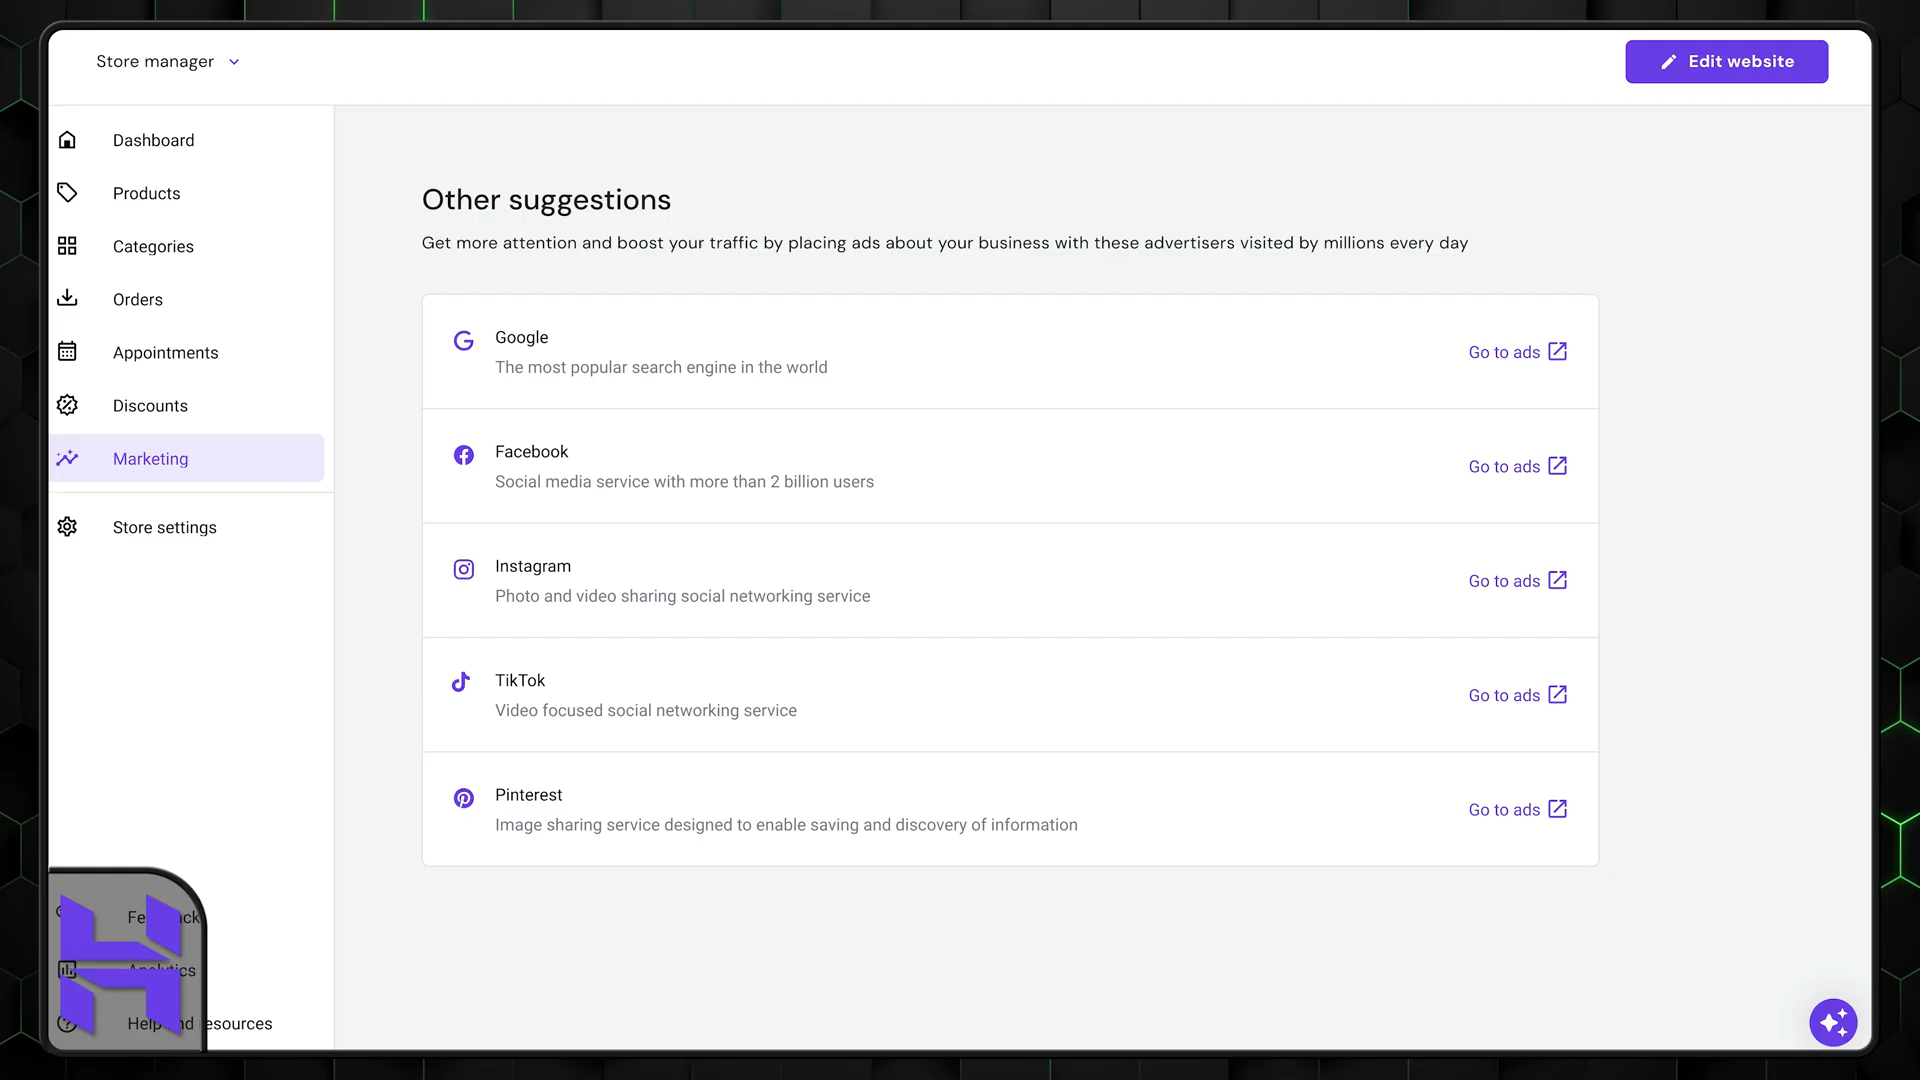 Store manager
Edit website
Dashboard
Products
Categories
Orders
Appointments
Discounts
Marketing
Store settings
Other suggestions
Get more attention and boost your traffic by placing ads about your business with these advertisers visited by millions every day
Google
The most popular search engine in the world
Go to ads
Facebook
Social media service with more than 2 billion users
Go to ads
Instagram
Photo and video sharing social networking service
Go to ads
TikTok
Video focused social networking service
Go to ads
Pinterest
Image sharing service designed to enable saving and discovery of information
Go to ads
Analytics
Help and resources